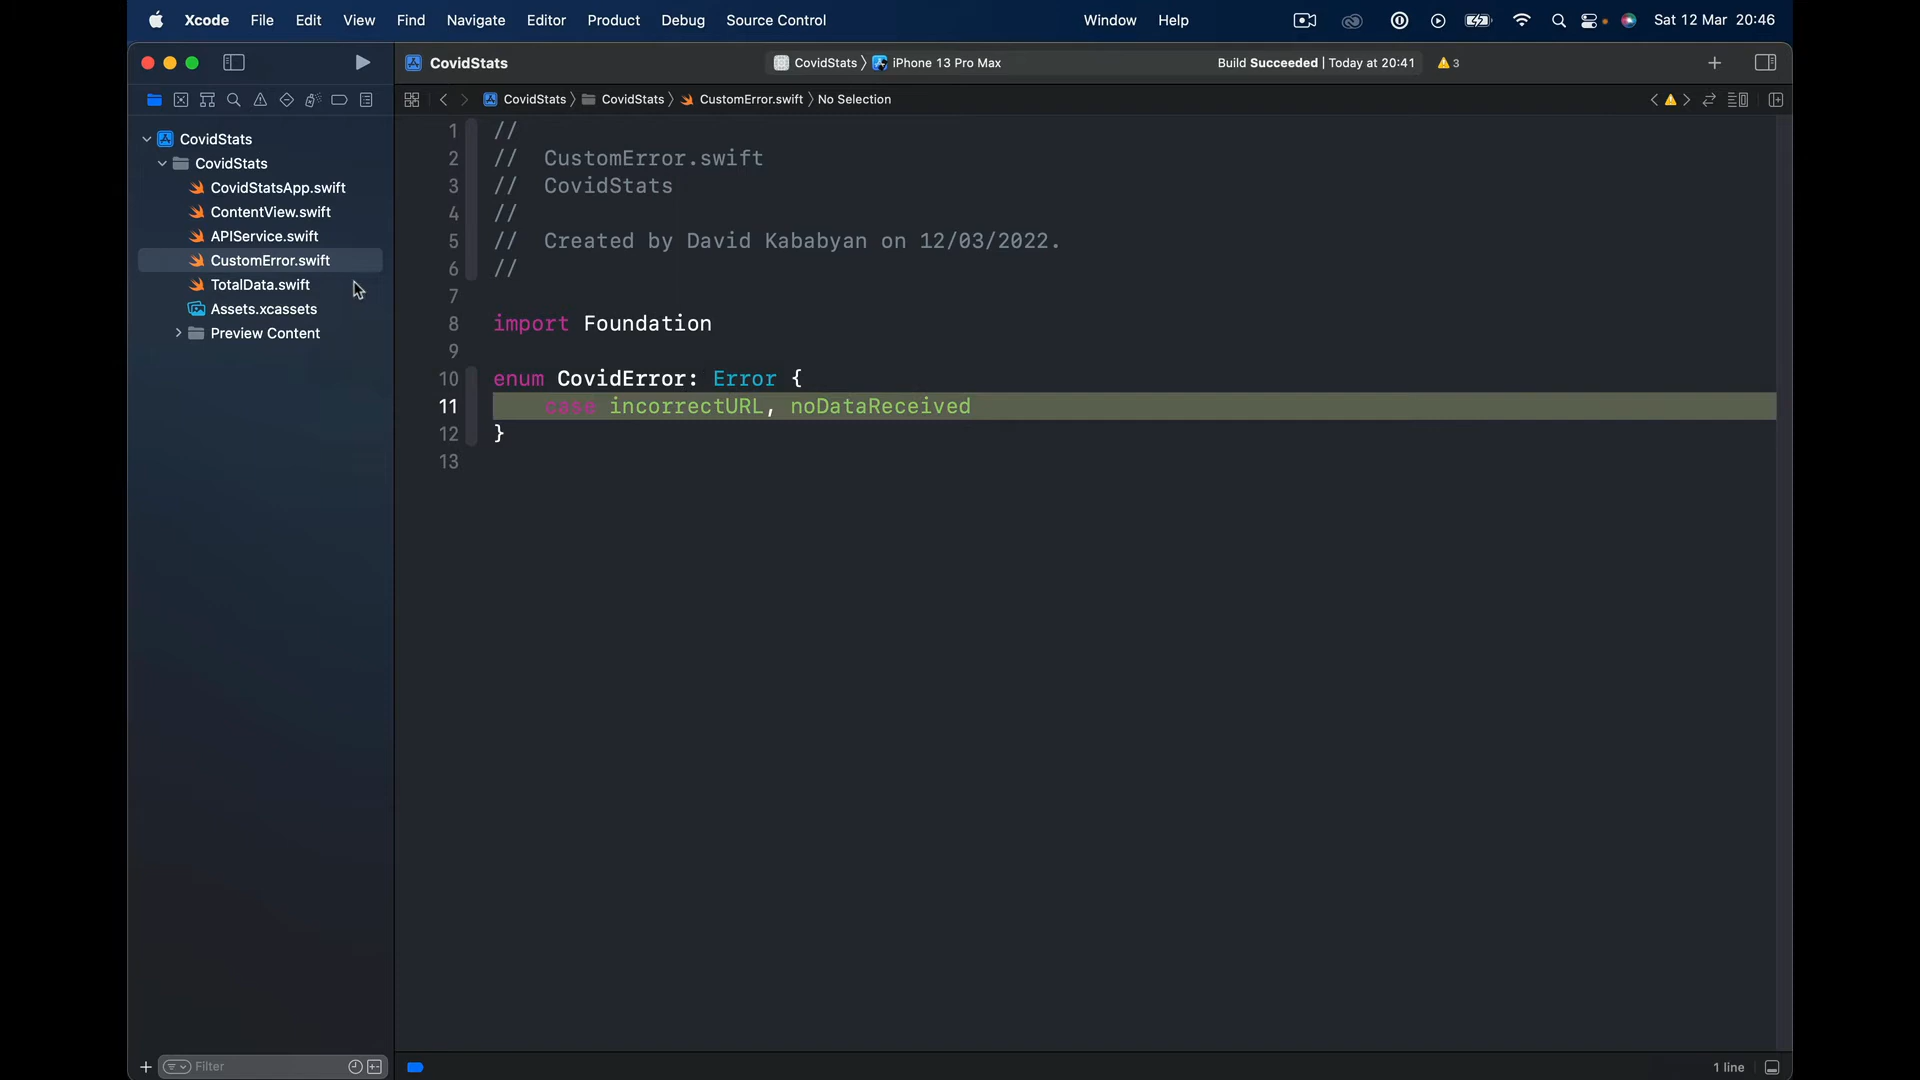 Xcode File Edit View Find Navigate Editor Product Debug Source Control Window Help Sat 12 Mar 20:46
CovidStats CovidStats iPhone 13 Pro Max Build Succeeded | Today at 20:41 3
CovidStats CovidStats CustomError.swift No Selection
CovidStats
CovidStats
CovidStatsApp.swift
ContentView.swift
APIService.swift
CustomError.swift
TotalData.swift
Assets.xcassets
Preview Content
1 //
2 // CustomError.swift
3 // CovidStats
4 //
5 // Created by David Kababyan on 12/03/2022.
6 //
7
8 import Foundation
9
10 enum CovidError: Error {
11 case incorrectURL, noDataReceived
12 }
13
Filter
1 line